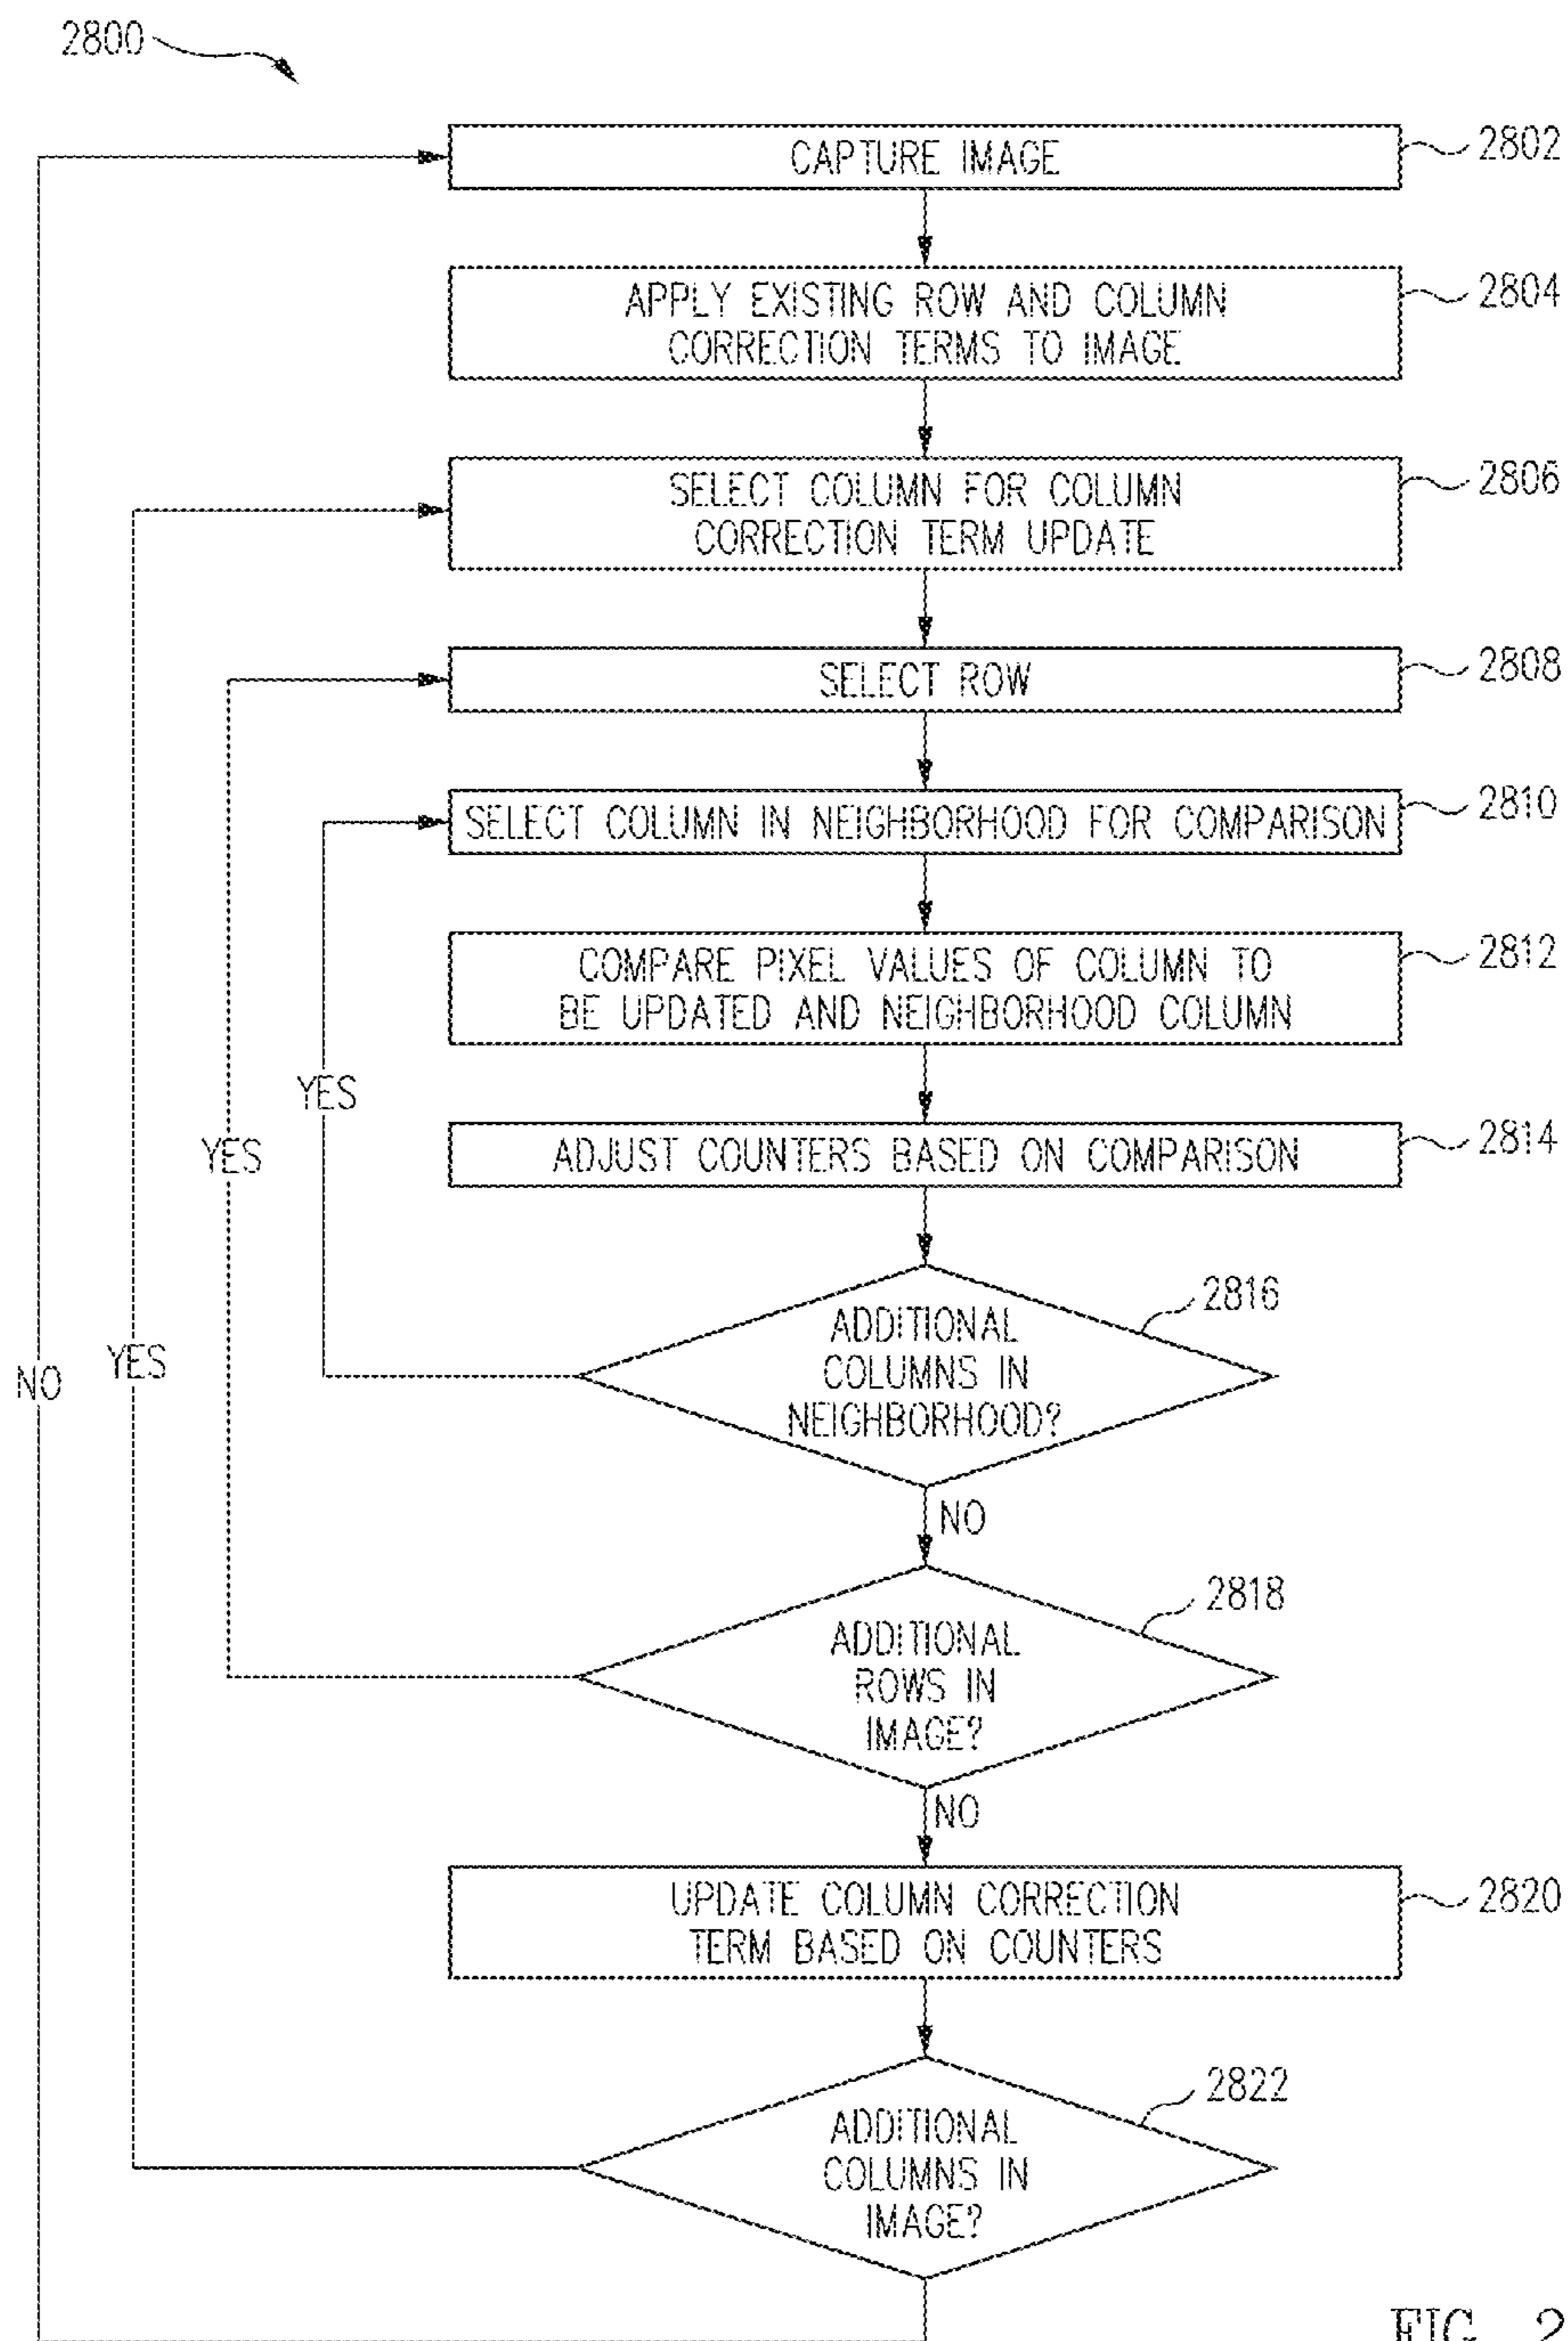 2800
CAPTURE IMAGE
2802
APPLY EXISTING ROW AND COLUMN
CORRECTION TERMS TO IMAGE
2804
SELECT COLUMN FOR COLUMN
CORRECTION TERM UPDATE
2806
SELECT ROW
2808
SELECT COLUMN IN NEIGHBORHOOD FOR COMPARISON
2810
COMPARE PIXEL VALUES OF COLUMN TO
BE UPDATED AND NEIGHBORHOOD COLUMN
2812
YES
YES
ADJUST COUNTERS BASED ON COMPARISON
2814
2816
ADDITIONAL
COLUMNS IN
NEIGHBORHOOD?
YES
NO
NO
2818
ADDITIONAL
ROWS IN
IMAGE?
NO
UPDATE COLUMN CORRECTION
TERM BASED ON COUNTERS
2820
2822
ADDITIONAL
COLUMNS IN
IMAGE?
FIG. 2